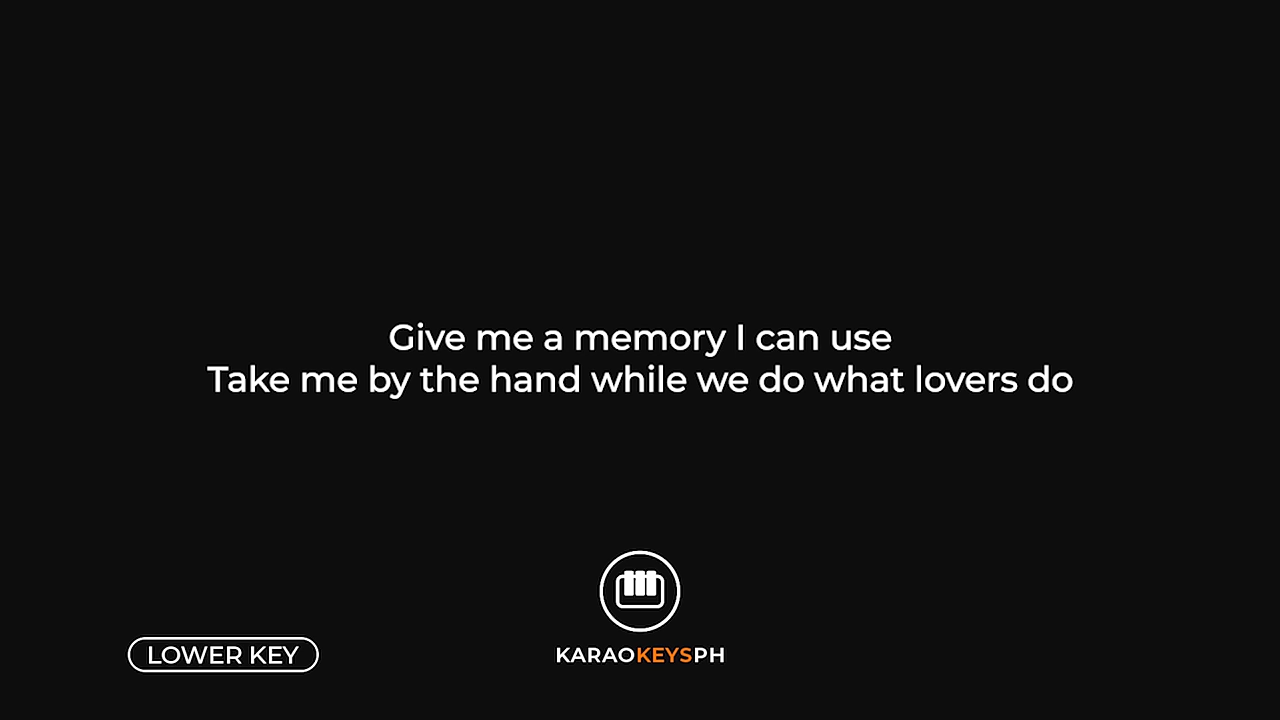 Give me a memory I can use
Take me by the hand while we do what lovers do
LOWER KEY
KARAOKEYSPH